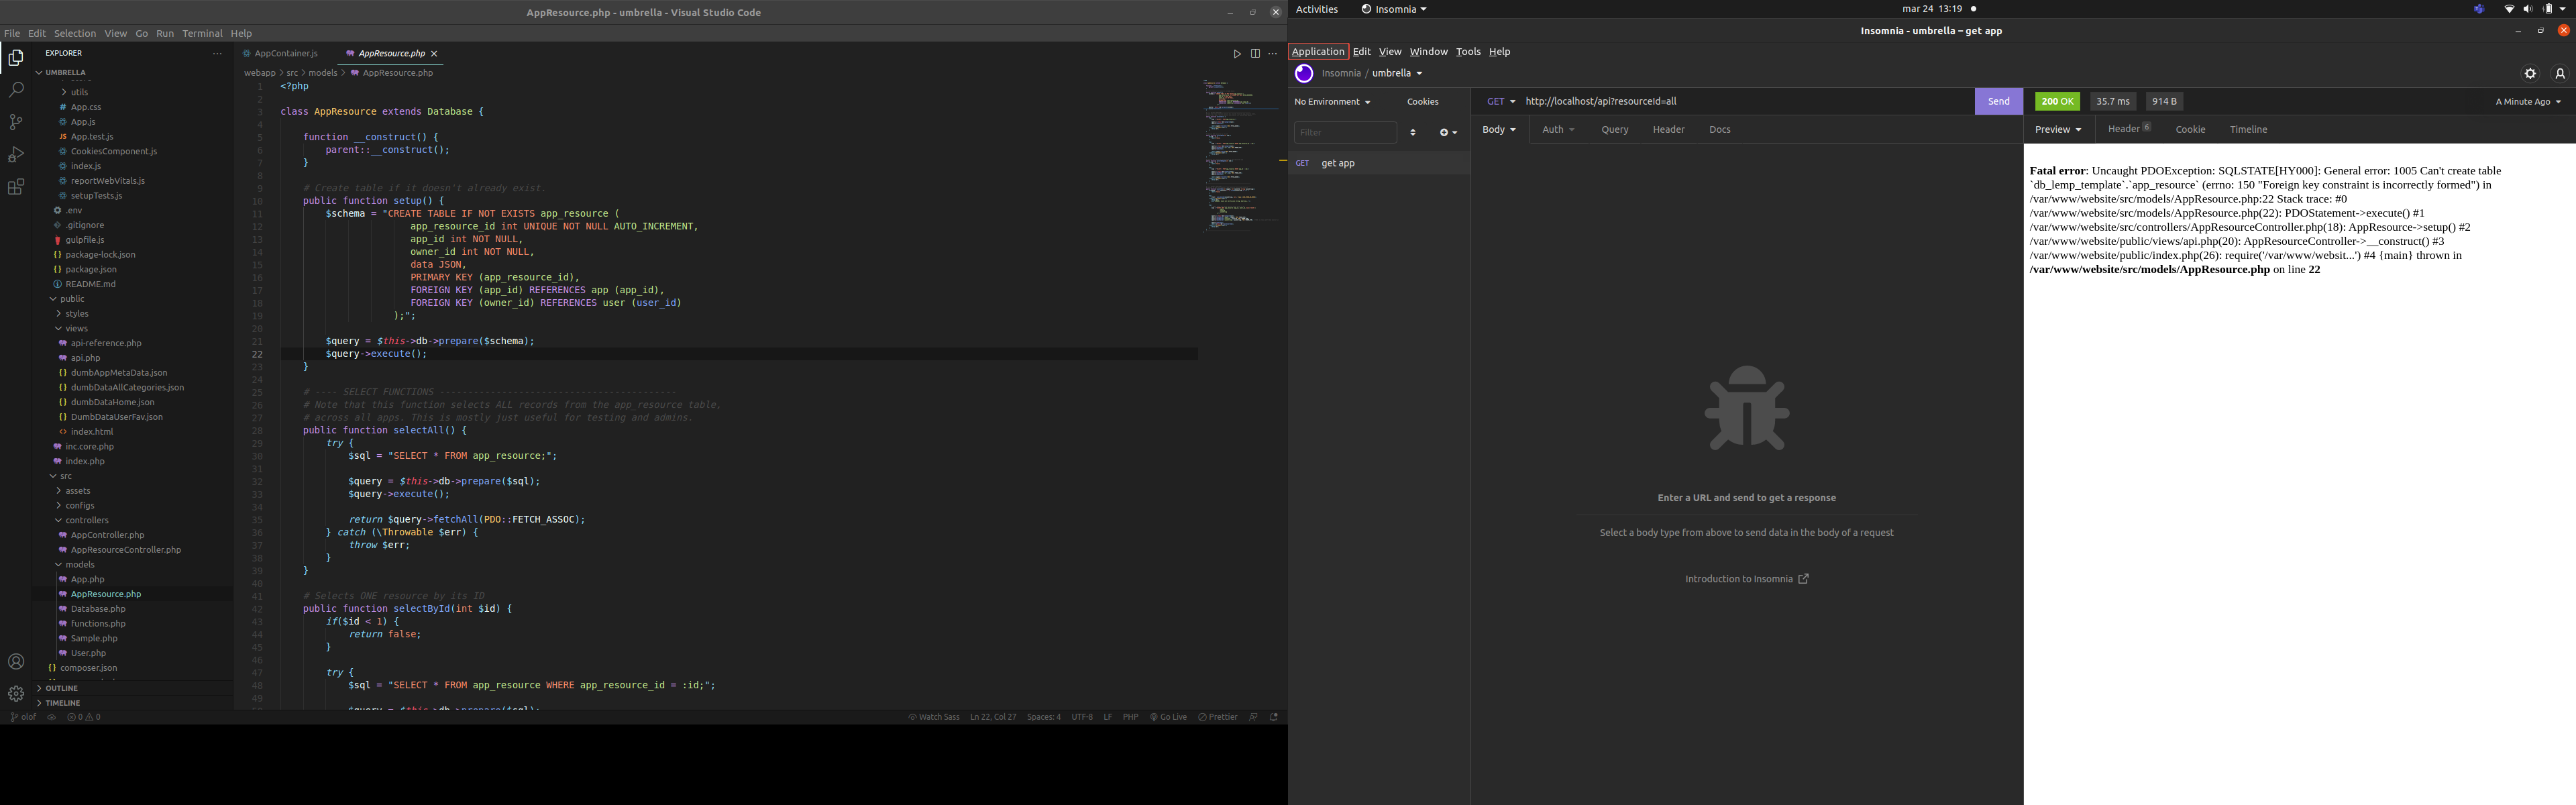 AppResource.php - umbrella - Visual Studio Code
File Edit Selection View Go Run Terminal Help
EXPLORER
UMBRELLA
utils
App.css
App.js
App.test.js
CookiesComponent.js
index.js
reportWebVitals.js
setupTests.js
.env
.gitignore
gulpfile.js
package-lock.json
package.json
README.md
public
styles
views
api-reference.php
api.php
dumbAppMetaData.json
dumbDataAllCategories.json
dumbDataHome.json
DumbDataUserFav.json
index.html
inc.core.php
index.php
src
assets
configs
controllers
AppController.php
AppResourceController.php
models
App.php
AppResource.php
Database.php
functions.php
Sample.php
User.php
composer.json
OUTLINE
TIMELINE
AppContainer.js AppResource.php
webapp > src > models > AppResource.php
1 <?php
2
3 class AppResource extends Database {
4
5 function __construct() {
6 parent::__construct();
7 }
8
9 # Create table if it doesn't already exist.
10 public function setup() {
11 $schema = "CREATE TABLE IF NOT EXISTS app_resource (
12 app_resource_id int UNIQUE NOT NULL AUTO_INCREMENT,
13 app_id int NOT NULL,
14 owner_id int NOT NULL,
15 data JSON,
16 PRIMARY KEY (app_resource_id),
17 FOREIGN KEY (app_id) REFERENCES app (app_id),
18 FOREIGN KEY (owner_id) REFERENCES user (user_id)
19 );";
20
21 $query = $this->db->prepare($schema);
22 $query->execute();
23 }
24
25 # ---- SELECT FUNCTIONS ------------------------------------------
26 # Note that this function selects ALL records from the app_resource table,
27 # across all apps. This is mostly just useful for testing and admins.
28 public function selectAll() {
29 try {
30 $sql = "SELECT * FROM app_resource;";
31
32 $query = $this->db->prepare($sql);
33 $query->execute();
34
35 return $query->fetchAll(PDO::FETCH_ASSOC);
36 } catch (\Throwable $err) {
37 throw $err;
38 }
39 }
40
41 # Selects ONE resource by its ID
42 public function selectById(int $id) {
43 if($id < 1) {
44 return false;
45 }
46
47 try {
48 $sql = "SELECT * FROM app_resource WHERE app_resource_id = :id;";
49
olof 0 0
Watch Sass Ln 22, Col 27 Spaces: 4 UTF-8 LF PHP Go Live Prettier
Activities Insomnia mar 24 13:19
Insomnia - umbrella – get app
Application Edit View Window Tools Help
Insomnia / umbrella
No Environment Cookies
Filter
GET get app
GET http://localhost/api?resourceId=all Send
Body Auth Query Header Docs
Enter a URL and send to get a response
Select a body type from above to send data in the body of a request
Introduction to Insomnia
200 OK 35.7 ms 914 B A Minute Ago
Preview Header 6 Cookie Timeline
Fatal error: Uncaught PDOException: SQLSTATE[HY000]: General error: 1005 Can't create table
`db_lemp_template`.`app_resource` (errno: 150 "Foreign key constraint is incorrectly formed") in
/var/www/website/src/models/AppResource.php:22 Stack trace: #0
/var/www/website/src/models/AppResource.php(22): PDOStatement->execute() #1
/var/www/website/src/controllers/AppResourceController.php(18): AppResource->setup() #2
/var/www/website/public/views/api.php(20): AppResourceController->__construct() #3
/var/www/website/public/index.php(26): require('/var/www/websit...') #4 {main} thrown in
/var/www/website/src/models/AppResource.php on line 22